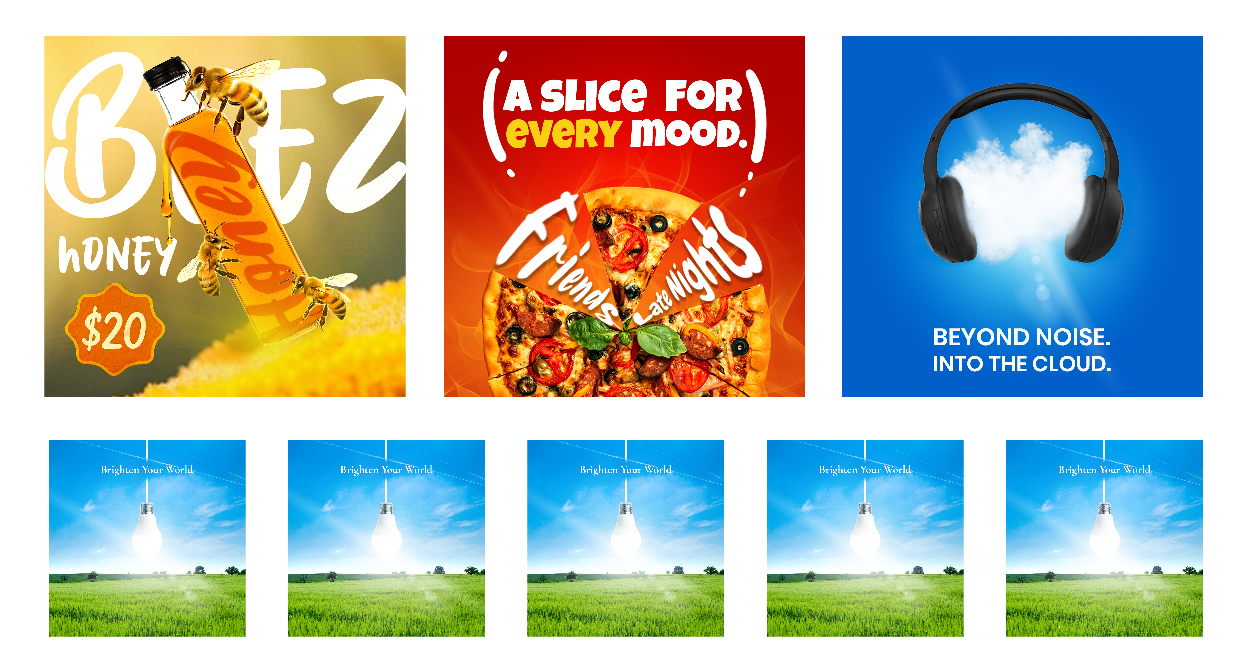 BEEZ
hONEY
$20
A SLICE FOR
EVERY MOOD.
Friends
Late Nights
BEYOND NOISE.
INTO THE CLOUD.
Brighten Your World
Brighten Your World
Brighten Your World
Brighten Your World
Brighten Your World